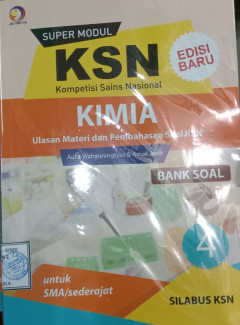 SUPER MODUL
KSN
EDISI
BARU
Kompetisi Sains Nasional
KIMIA
Ulasan Materi dan Pembahasan Soal KSN
BANK SOAL
4
untuk
SMA/sederajat
SILABUS KSN